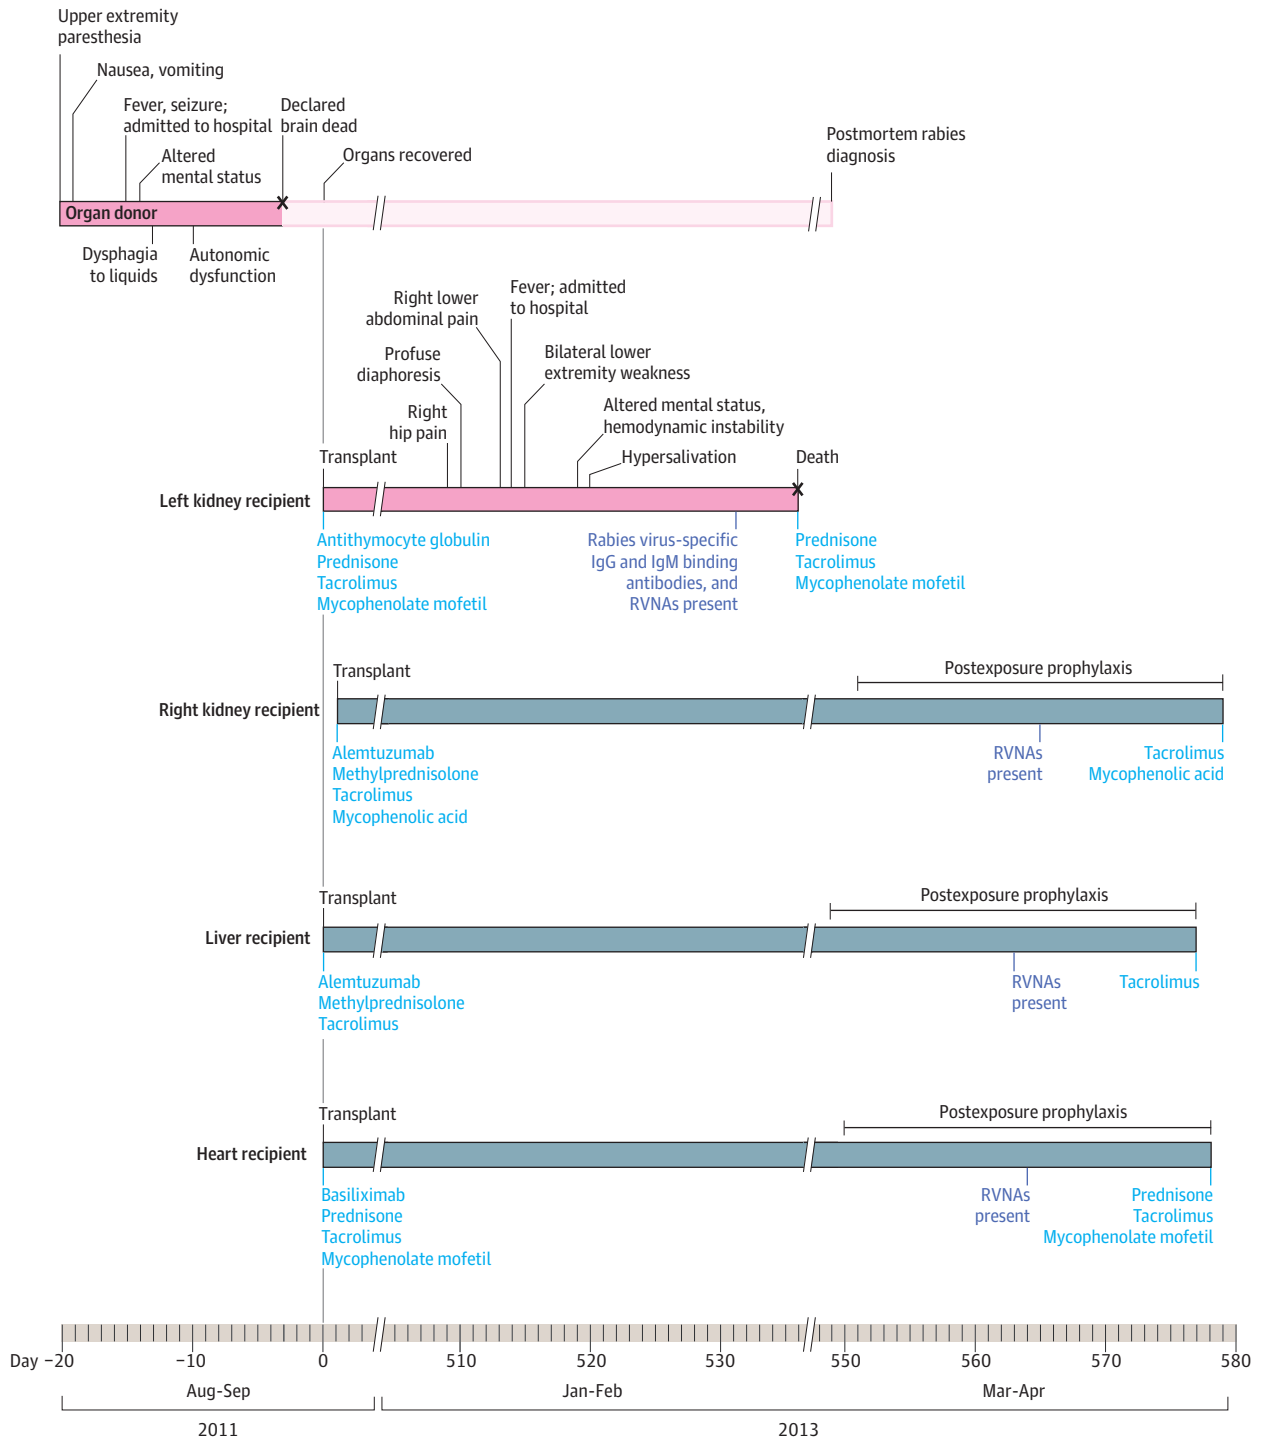 Upper extremity
paresthesia
Nausea, vomiting
Fever, seizure;
admitted to hospital
Declared
brain dead
Altered
mental status
Organs recovered
Postmortem rabies
diagnosis
Organ donor
Dysphagia
to liquids
Autonomic
dysfunction
Right lower
abdominal pain
Fever; admitted
to hospital
Profuse
diaphoresis
Bilateral lower
extremity weakness
Right
hip pain
Altered mental status,
hemodynamic instability
Transplant
Hypersalivation
Death
Left kidney recipient
Antithymocyte globulin
Prednisone
Tacrolimus
Mycophenolate mofetil
Rabies virus-specific
IgG and IgM binding
antibodies, and
RVNAs present
Prednisone
Tacrolimus
Mycophenolate mofetil
Transplant
Postexposure prophylaxis
Right kidney recipient
Alemtuzumab
Methylprednisolone
Tacrolimus
Mycophenolic acid
RVNAs
present
Tacrolimus
Mycophenolic acid
Transplant
Postexposure prophylaxis
Liver recipient
Alemtuzumab
Methylprednisolone
Tacrolimus
RVNAs
present
Tacrolimus
Transplant
Postexposure prophylaxis
Heart recipient
Basiliximab
Prednisone
Tacrolimus
Mycophenolate mofetil
RVNAs
present
Prednisone
Tacrolimus
Mycophenolate mofetil
Day −20 −10 0 510 520 530 550 560 570 580
Aug-Sep Jan-Feb Mar-Apr
2011 2013